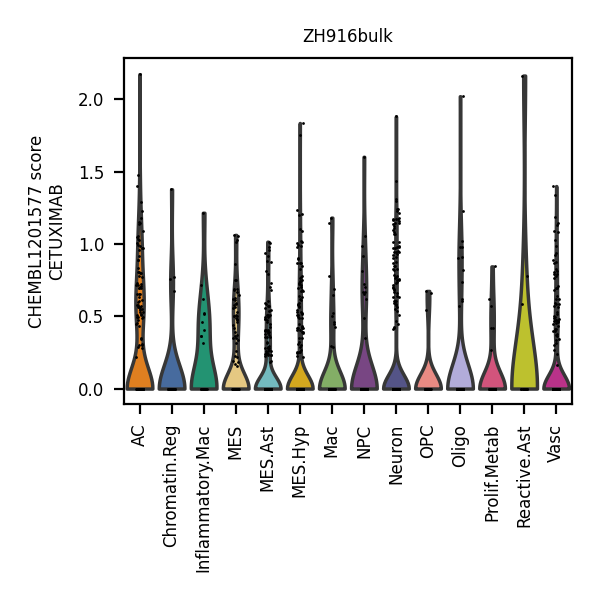 ZH916bulk
CHEMBL1201577 score
CETUXIMAB
2.0
1.5
1.0
0.5
0.0
AC
Chromatin.Reg
Inflammatory.Mac
MES
MES.Ast
MES.Hyp
Mac
NPC
Neuron
OPC
Oligo
Prolif.Metab
Reactive.Ast
Vasc